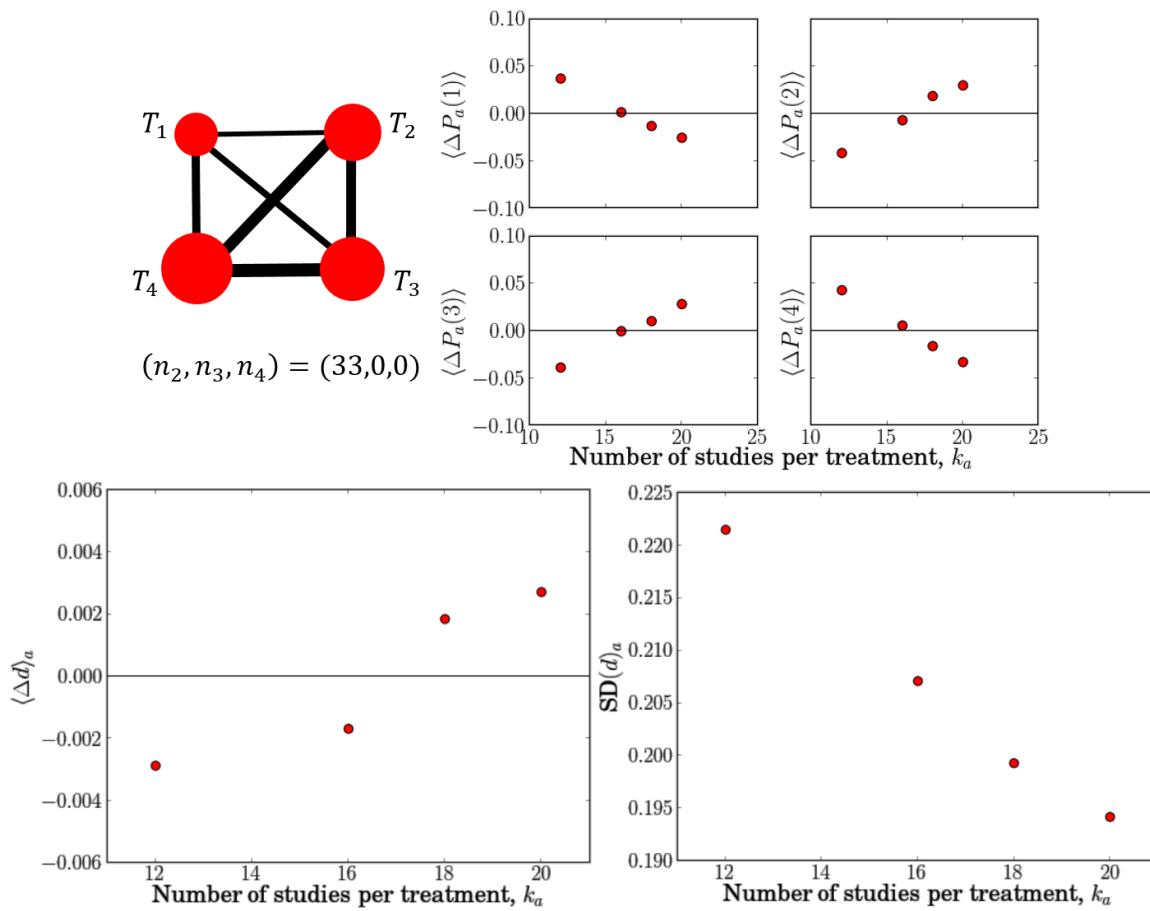 T₁
T₂
T₄
T₃
(n₂, n₃, n₄) = (33,0,0)
⟨ΔPₐ(1)⟩
0.10
0.05
0.00
−0.05
−0.10
⟨ΔPₐ(2)⟩
⟨ΔPₐ(3)⟩
0.10
0.05
0.00
−0.05
−0.10
10 15 20 25
⟨ΔPₐ(4)⟩
10 15 20 25
Number of studies per treatment, kₐ
⟨Δd⟩ₐ
0.006
0.004
0.002
0.000
−0.002
−0.004
−0.006
12 14 16 18 20
Number of studies per treatment, kₐ
SD(d)ₐ
0.225
0.220
0.215
0.210
0.205
0.200
0.195
0.190
12 14 16 18 20
Number of studies per treatment, kₐ